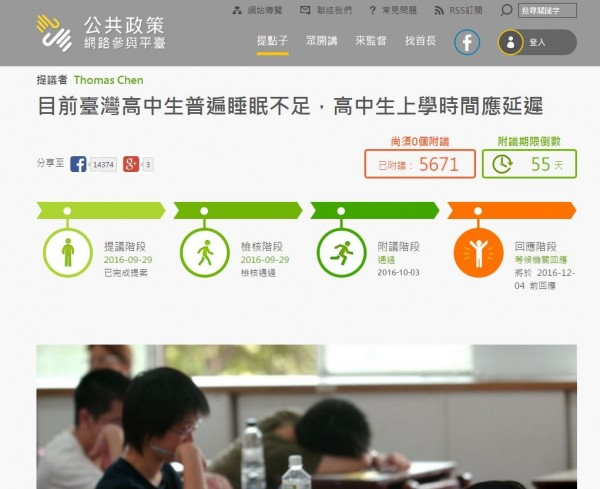 網站導覽 聯絡我們 ? 常見問題 RSS訂閱 搜尋關鍵字
公共政策
網路參與平臺
提點子 眾開講 來監督 找首長 f 登入
提議者 Thomas Chen
目前臺灣高中生普遍睡眠不足，高中生上學時間應延遲
尚須0個附議 附議期限倒數
已附議： 5671 55 天
分享至 f 14374 g+ 3
提議階段
2016-09-29
已完成提案
檢核階段
2016-09-29
檢核通過
附議階段
通過
2016-10-03
回應階段
等候機關回應
將於 2016-12-
04 前回應